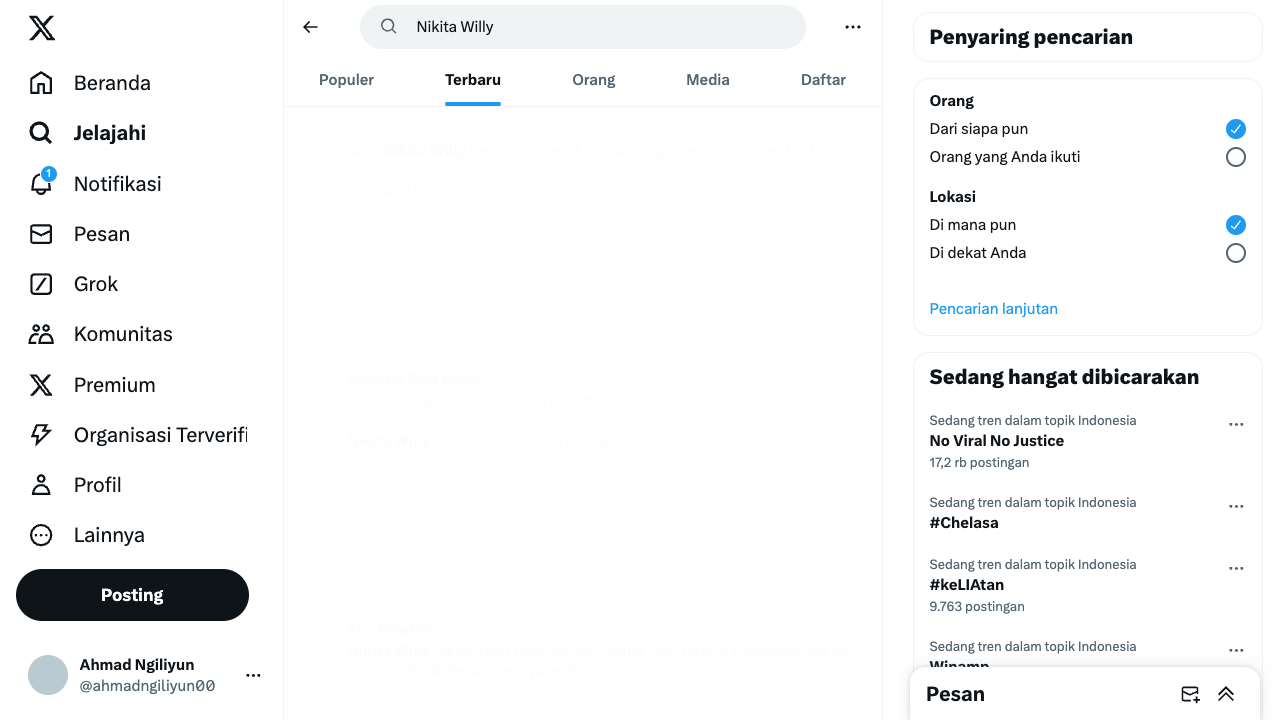 Beranda
Jelajahi
1
Notifikasi
Pesan
Grok
Komunitas
Premium
Organisasi Terverifi
Profil
Lainnya
Posting
Ahmad Ngiliyun
@ahmadngiliyun00
Nikita Willy
Populer
Terbaru
Orang
Media
Daftar
Penyaring pencarian
Orang
Dari siapa pun
Orang yang Anda ikuti
Lokasi
Di mana pun
Di dekat Anda
Pencarian lanjutan
Sedang hangat dibicarakan
Sedang tren dalam topik Indonesia
No Viral No Justice
17,2 rb postingan
Sedang tren dalam topik Indonesia
#Chelasa
Sedang tren dalam topik Indonesia
#keLIAtan
9.763 postingan
Sedang tren dalam topik Indonesia
Winamp
Pesan